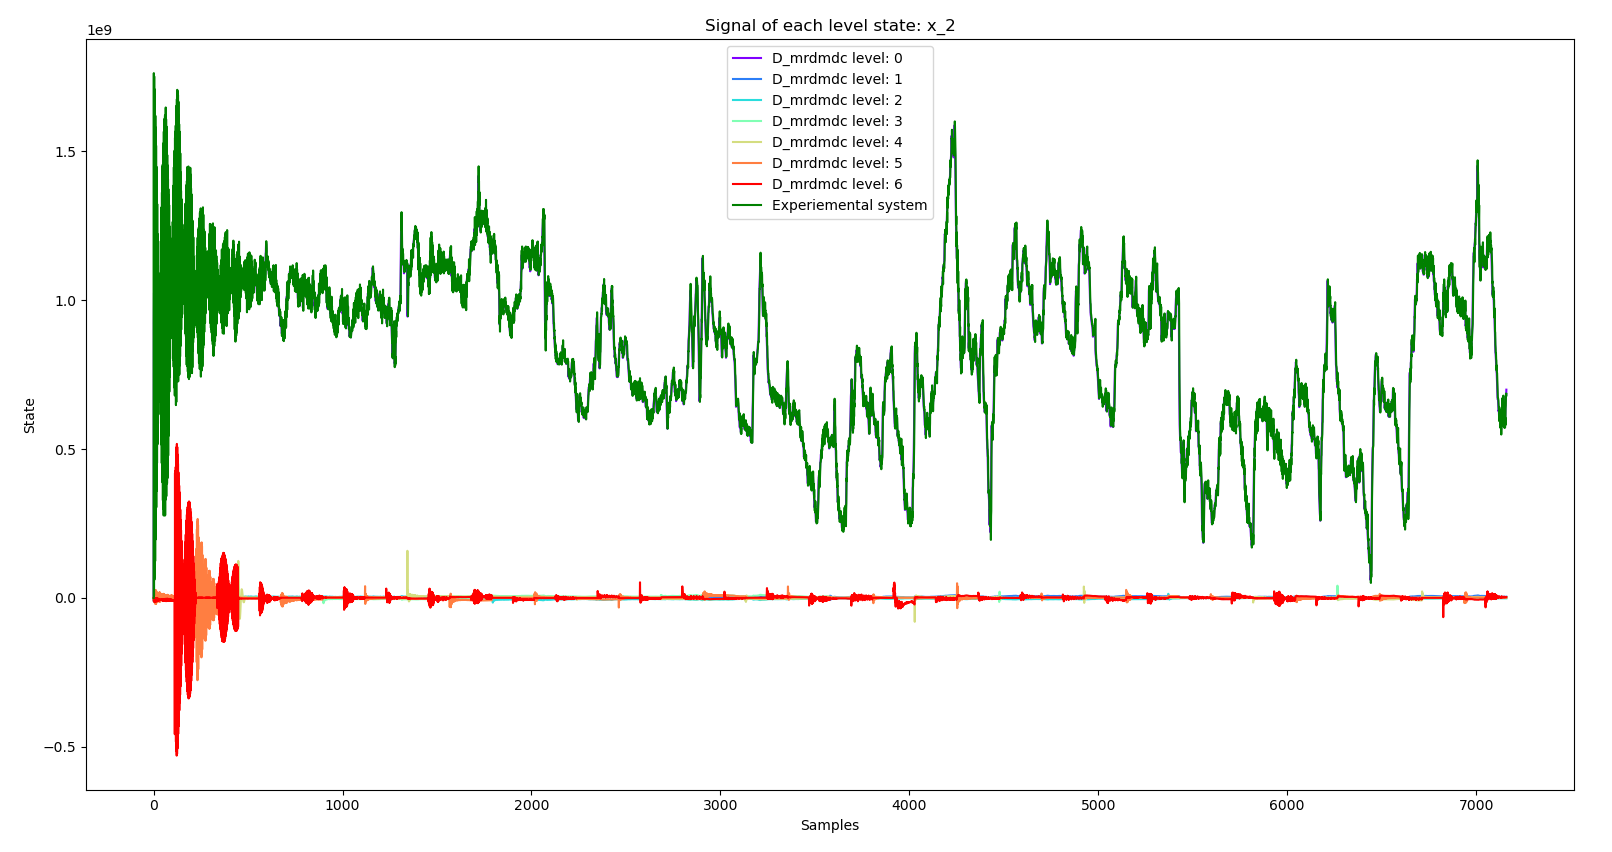 Signal of each level state: x_2
1e9
D_mrdmdc level: 0
D_mrdmdc level: 1
D_mrdmdc level: 2
D_mrdmdc level: 3
D_mrdmdc level: 4
D_mrdmdc level: 5
D_mrdmdc level: 6
Experiemental system
1.5
1.0
0.5
0.0
−0.5
State
0 1000 2000 3000 4000 5000 6000 7000
Samples